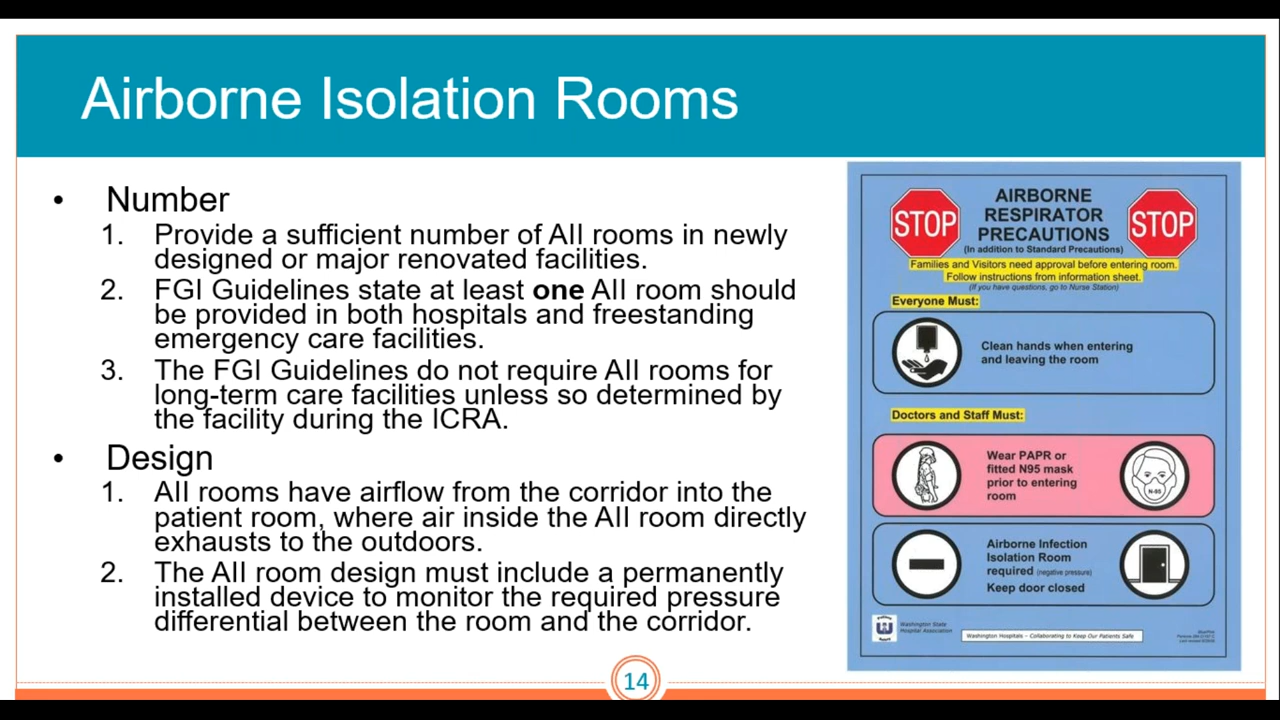 Airborne Isolation Rooms
• Number
1. Provide a sufficient number of AII rooms in newly
designed or major renovated facilities.
2. FGI Guidelines state at least one AII room should
be provided in both hospitals and freestanding
emergency care facilities.
3. The FGI Guidelines do not require AII rooms for
long-term care facilities unless so determined by
the facility during the ICRA.
• Design
1. AII rooms have airflow from the corridor into the
patient room, where air inside the AII room directly
exhausts to the outdoors.
2. The AII room design must include a permanently
installed device to monitor the required pressure
differential between the room and the corridor.
STOP
AIRBORNE
RESPIRATOR
PRECAUTIONS
STOP
(In addition to Standard Precautions)
Families and Visitors need approval before entering room.
Follow instructions from information sheet.
(If you have questions, go to Nurse Station)
Everyone Must:
Clean hands when entering
and leaving the room
Doctors and Staff Must:
Wear PAPR or
fitted N95 mask
prior to entering
room
N-95
Airborne Infection
Isolation Room
required (negative pressure)
Keep door closed
Washington State
Hospital Association
Washington Hospitals – Collaborating to Keep Our Patients Safe
14